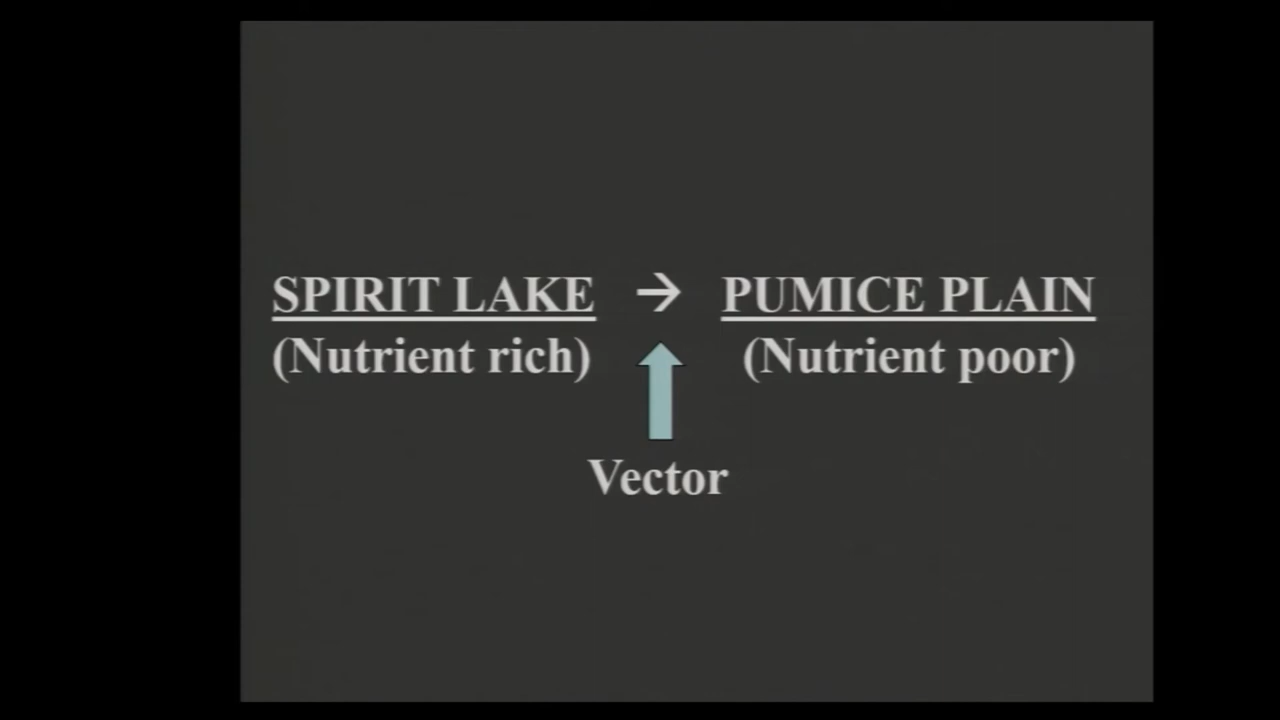 SPIRIT LAKE → PUMICE PLAIN
(Nutrient rich) (Nutrient poor)
Vector